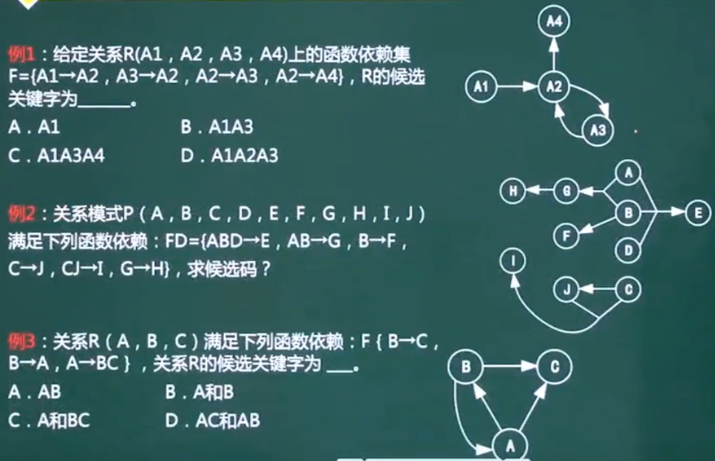 例1：给定关系R(A1，A2，A3，A4)上的函数依赖集
F={A1→A2，A3→A2，A2→A3，A2→A4}，R的候选
关键字为______。
A．A1 B．A1A3
C．A1A3A4 D．A1A2A3
A4
A1 A2
A3
例2：关系模式P（A，B，C，D，E，F，G，H，I，J）
满足下列函数依赖：FD={ABD→E，AB→G，B→F，
C→J，CJ→I，G→H}，求候选码？
A
H G
B E
F
D
I
J C
例3：关系R（A，B，C）满足下列函数依赖：F{ B→C，
B→A，A→BC }，关系R的候选关键字为 ___。
A．AB B．A和B
C．A和BC D．AC和AB
B C
A